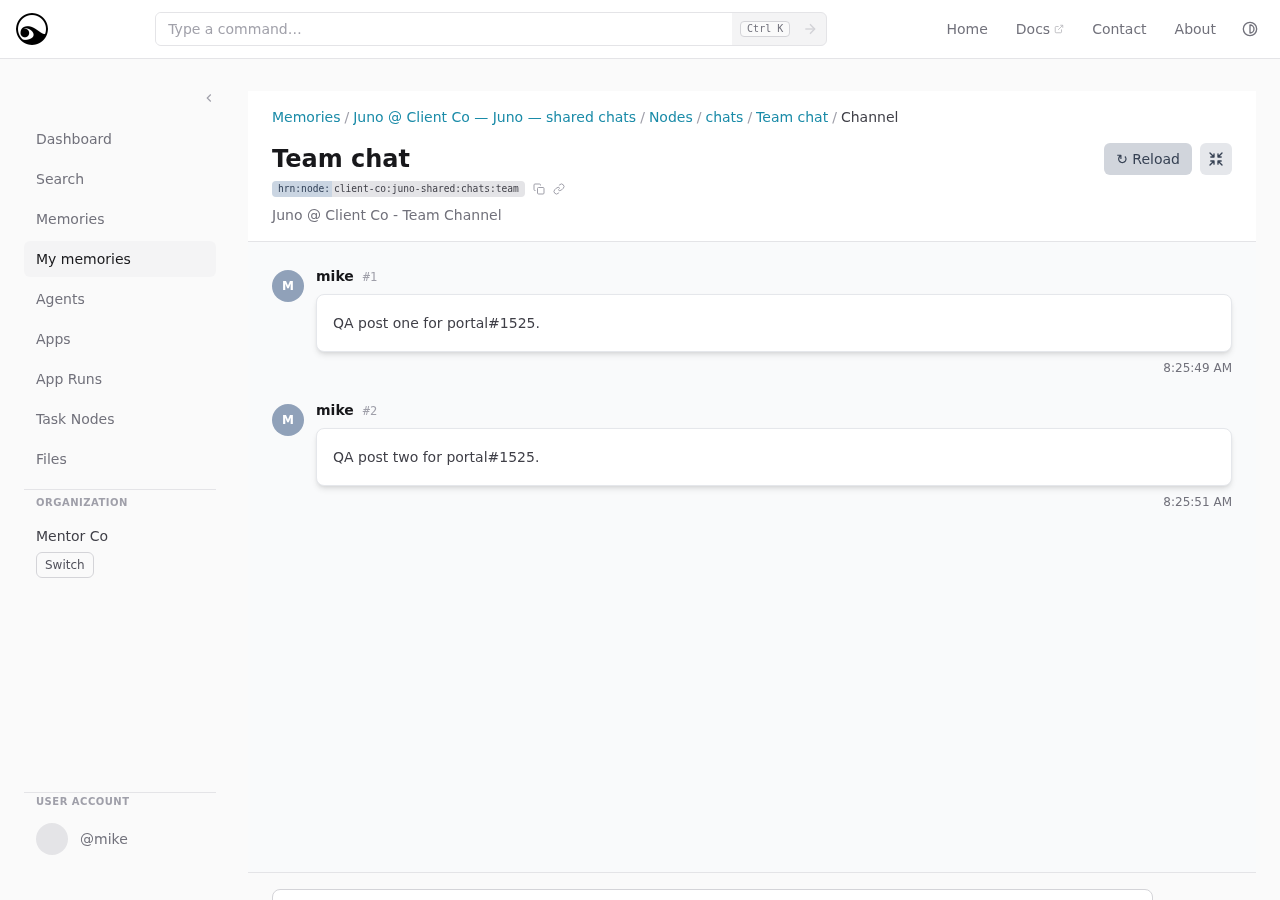 Type a command...
Ctrl K
Home
Docs
Contact
About
Dashboard
Search
Memories
My memories
Agents
Apps
App Runs
Task Nodes
Files
ORGANIZATION
Mentor Co
Switch
USER ACCOUNT
@mike
Memories / Juno @ Client Co — Juno — shared chats / Nodes / chats / Team chat / Channel
Team chat
↻ Reload
hrn:node: client-co:juno-shared:chats:team
Juno @ Client Co - Team Channel
M
mike #1
QA post one for portal#1525.
8:25:49 AM
M
mike #2
QA post two for portal#1525.
8:25:51 AM